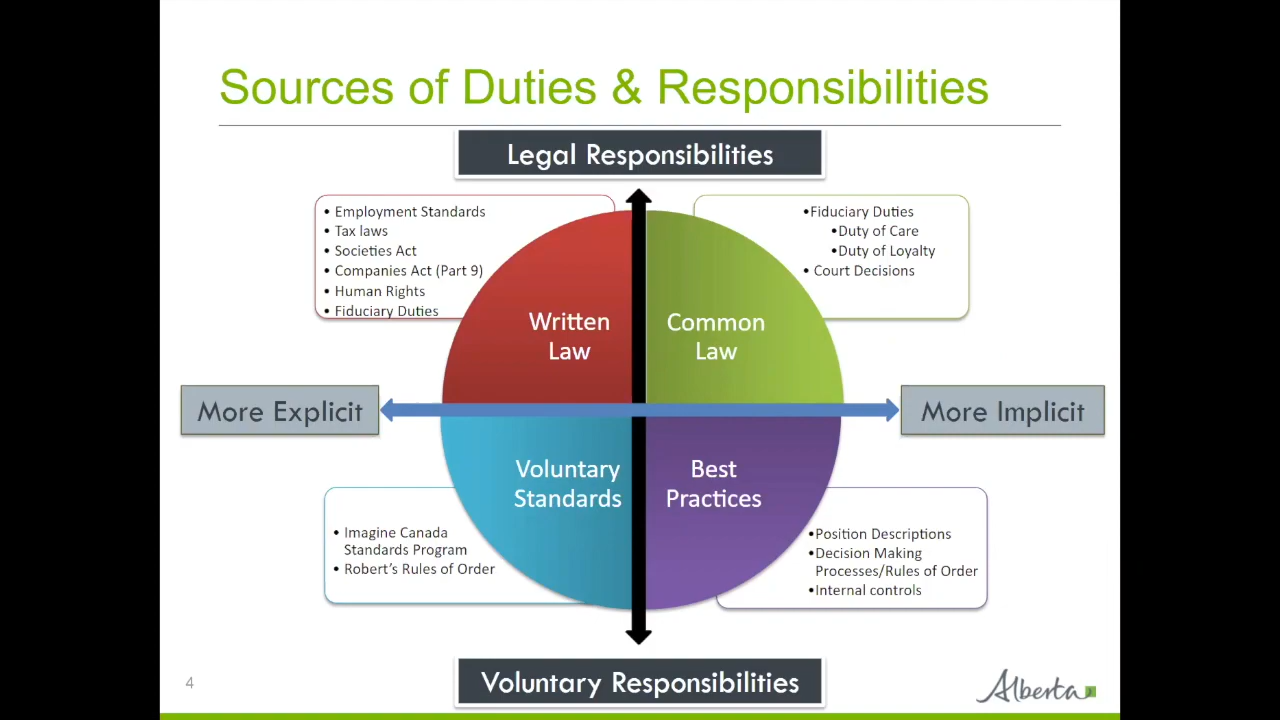 Sources of Duties & Responsibilities
Legal Responsibilities
• Employment Standards
• Tax laws
• Societies Act
• Companies Act (Part 9)
• Human Rights
• Fiduciary Duties
•Fiduciary Duties
•Duty of Care
•Duty of Loyalty
• Court Decisions
Written
Law
Common
Law
More Explicit
More Implicit
Voluntary
Standards
Best
Practices
• Imagine Canada
Standards Program
• Robert's Rules of Order
•Position Descriptions
•Decision Making
Processes/Rules of Order
•Internal controls
Voluntary Responsibilities
4
Alberta